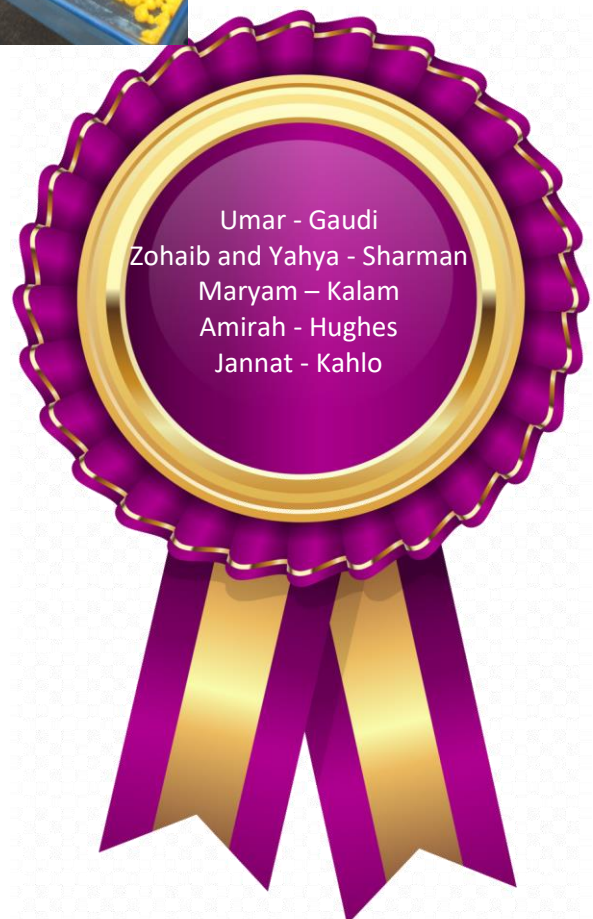 Umar - Gaudi
Zohaib and Yahya - Sharman
Maryam – Kalam
Amirah - Hughes
Jannat - Kahlo